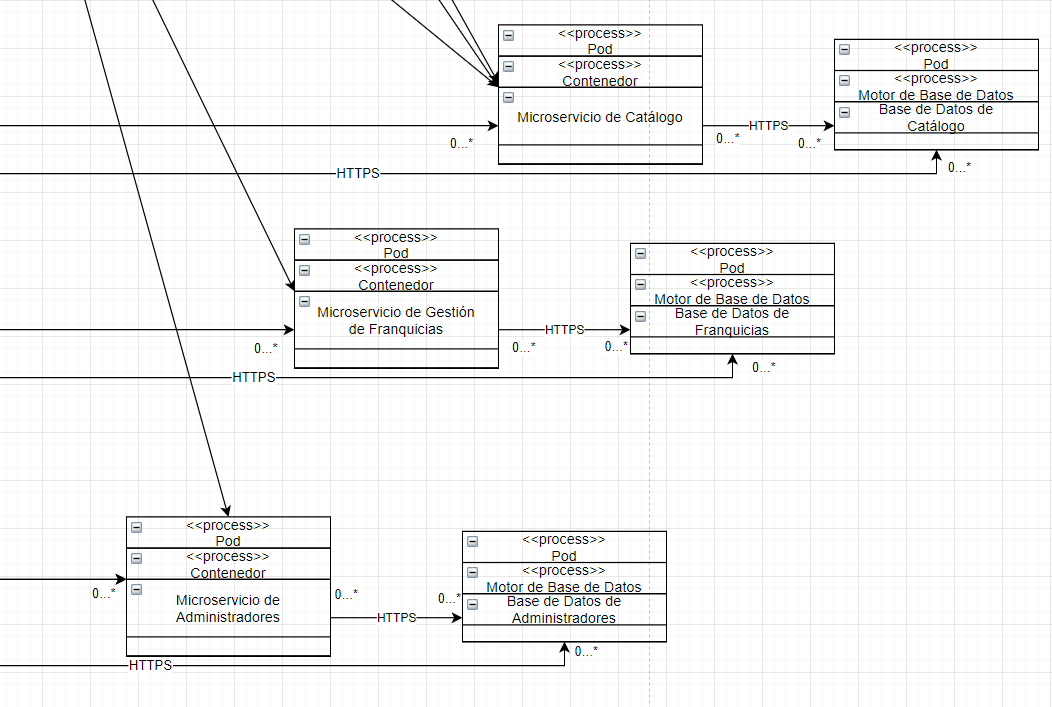 <<process>>
Pod
<<process>>
Contenedor
Microservicio de Catálogo
0...*
0...*
HTTPS
0...*
<<process>>
Pod
<<process>>
Motor de Base de Datos
Base de Datos de
Catálogo
HTTPS
0...*
<<process>>
Pod
<<process>>
Contenedor
Microservicio de Gestión
de Franquicias
0...*
0...*
HTTPS
0...*
<<process>>
Pod
<<process>>
Motor de Base de Datos
Base de Datos de
Franquicias
HTTPS
0...*
<<process>>
Pod
<<process>>
Contenedor
Microservicio de
Administradores
0...*
0...*
HTTPS
0...*
<<process>>
Pod
<<process>>
Motor de Base de Datos
Base de Datos de
Administradores
HTTPS
0...*